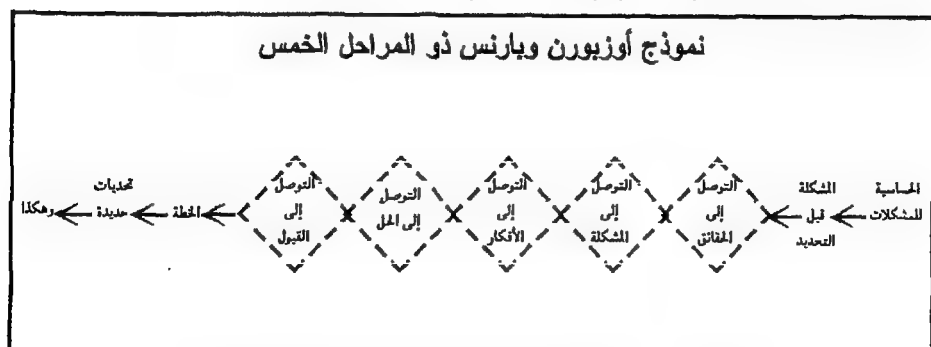 نموذج أوزبورن وبارنس ذو المراحل الخمس
الحساسية
للمشكلات
المشكلة
قبل
التحديد
التوصل
إلى
الحقائق
التوصل
إلى
المشكلة
التوصل
إلى
الأفكار
التوصل
إلى الحل
التوصل
إلى
القبول
الخطة
تحديات
جديدة
وهكذا